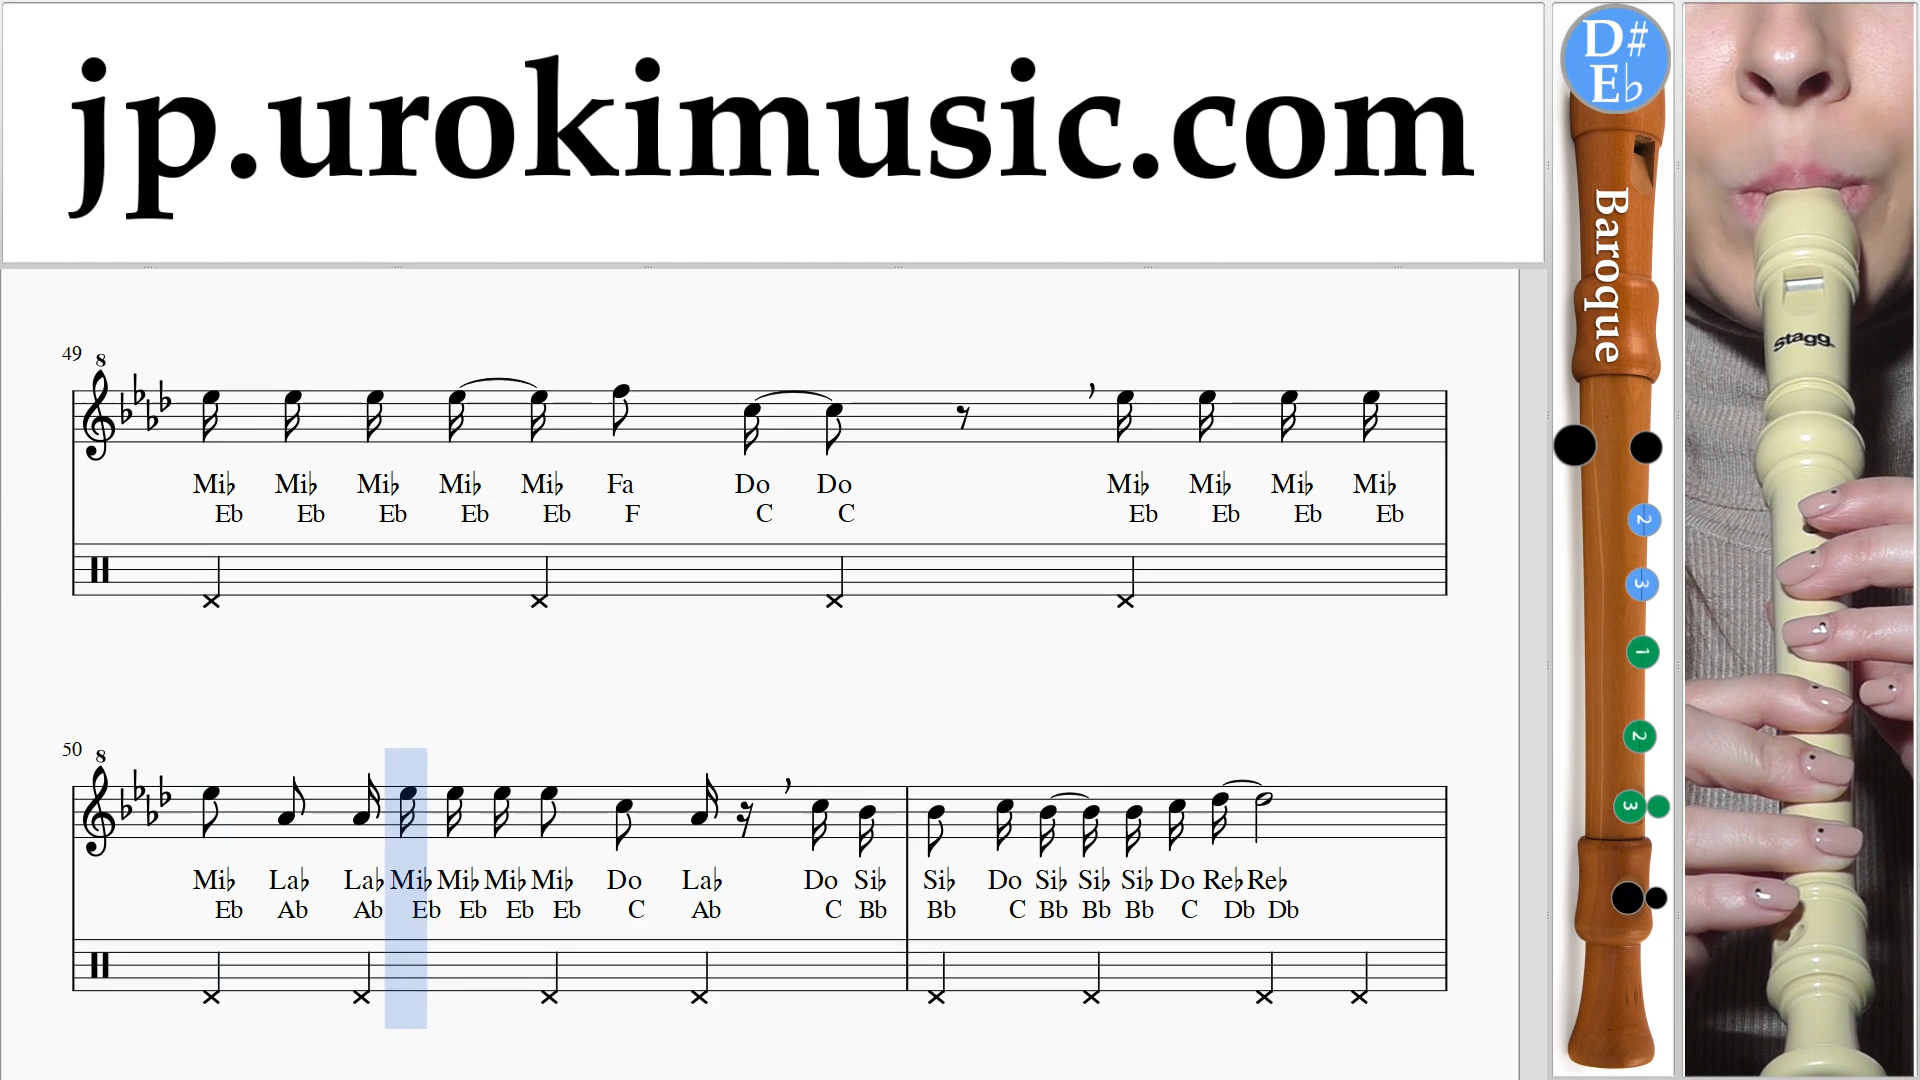 jp.urokimusic.com
49
8
Mi♭ Mi♭ Mi♭ Mi♭ Mi♭ Fa Do Do Mi♭ Mi♭ Mi♭ Mi♭
Eb Eb Eb Eb Eb F C C Eb Eb Eb Eb
50
8
Mi♭ La♭ La♭ Mi♭ Mi♭ Mi♭ Mi♭ Do La♭ Do Si♭ Si♭ Do Si♭ Si♭ Si♭ Do Re♭ Re♭
Eb Ab Ab Eb Eb Eb Eb C Ab C Bb Bb C Bb Bb Bb C Db Db
D#
E♭
Baroque
2
3
1
2
3
Stagg